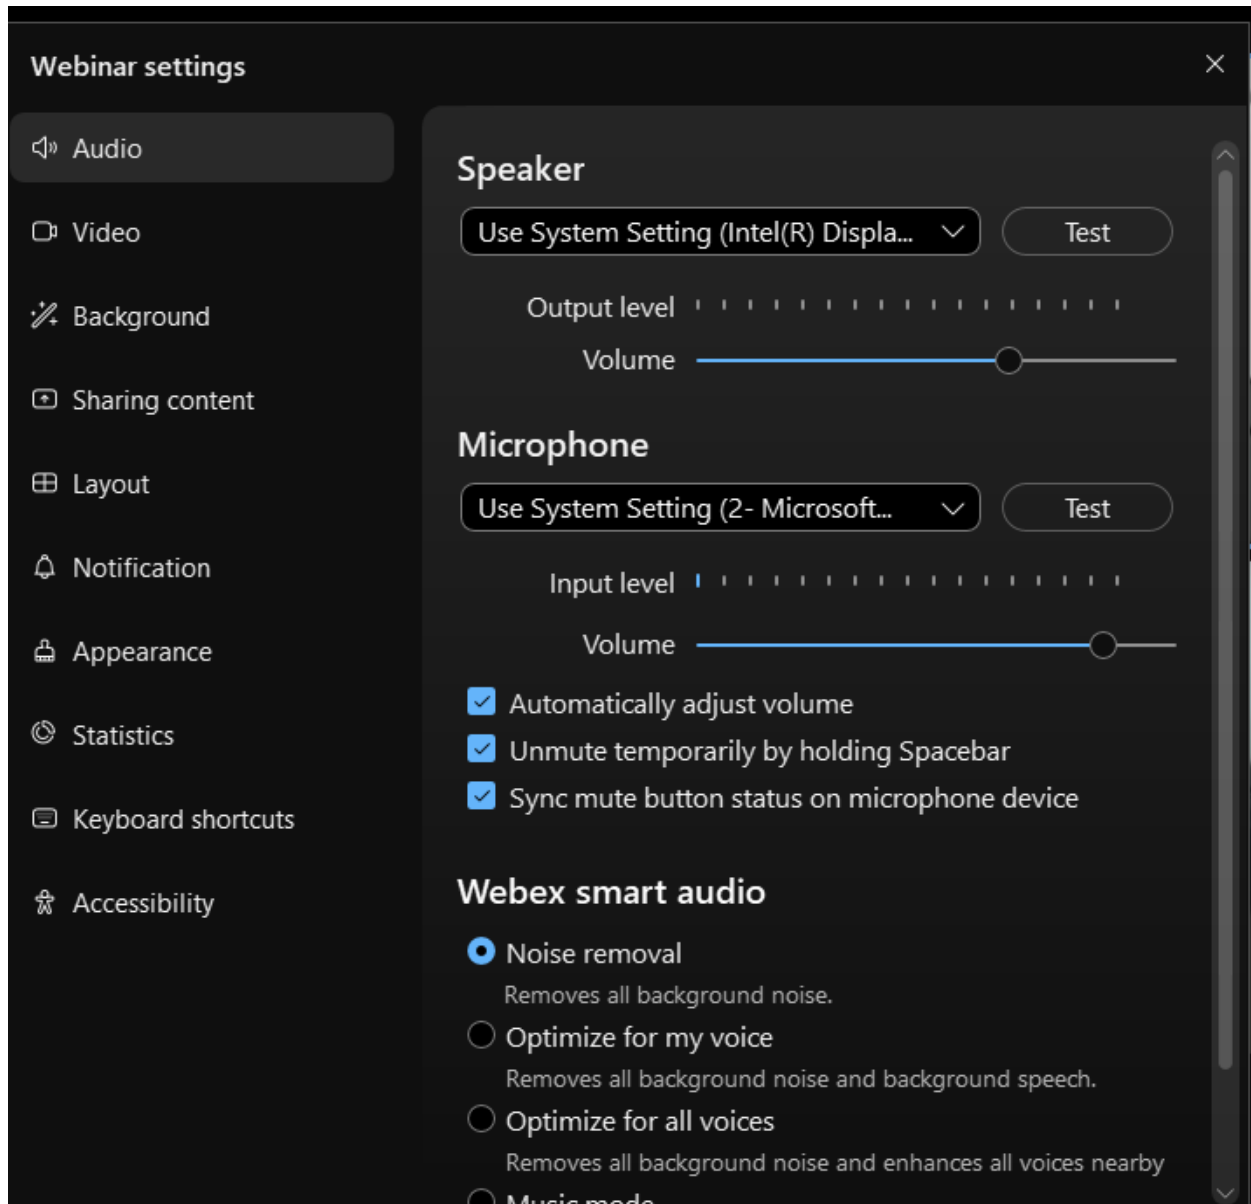 Webinar settings
Audio
Video
Background
Sharing content
Layout
Notification
Appearance
Statistics
Keyboard shortcuts
Accessibility
Speaker
Use System Setting (Intel(R) Displa...
Test
Output level
Volume
Microphone
Use System Setting (2- Microsoft...
Test
Input level
Volume
Automatically adjust volume
Unmute temporarily by holding Spacebar
Sync mute button status on microphone device
Webex smart audio
Noise removal
Removes all background noise.
Optimize for my voice
Removes all background noise and background speech.
Optimize for all voices
Removes all background noise and enhances all voices nearby
Music mode